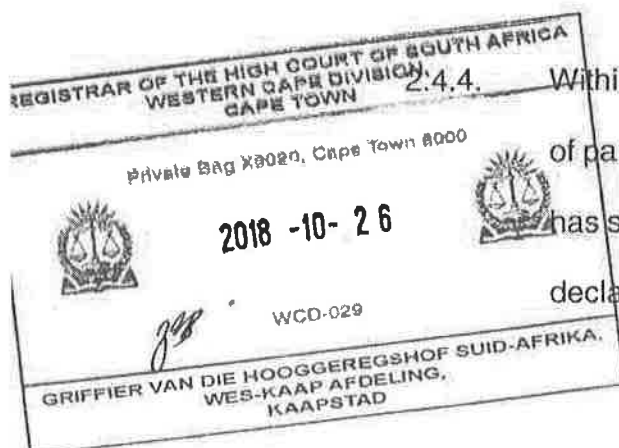 REGISTRAR OF THE HIGH COURT OF SOUTH AFRICA
WESTERN CAPE DIVISION,
CAPE TOWN
2.4.4. Withi
Private Bag X9020, Cape Town 8000
of pa
2018 -10- 26
has s
WCD-029
decla
GRIFFIER VAN DIE HOOGGEREGSHOF SUID-AFRIKA,
WES-KAAP AFDELING,
KAAPSTAD